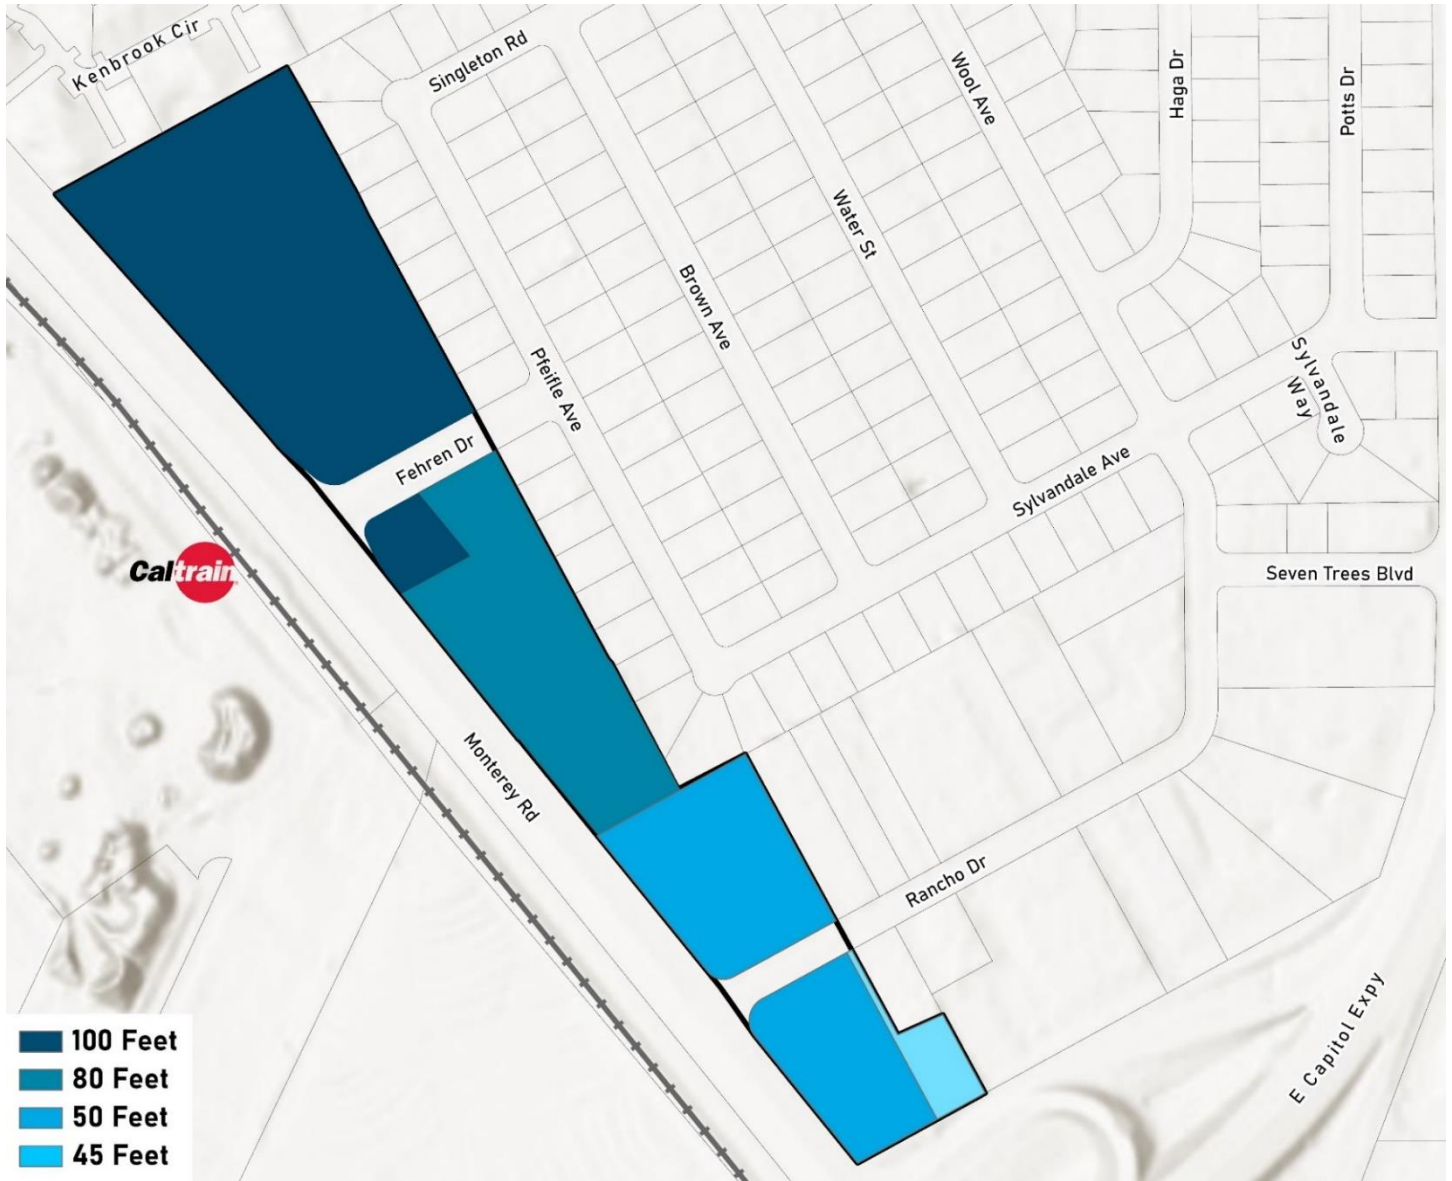 Kenbrook Cir
Singleton Rd
Wool Ave
Haga Dr
Potts Dr
Water St
Brown Ave
Pfeifle Ave
Sylvandale
Way
Fehren Dr
Sylvandale Ave
Caltrain
Seven Trees Blvd
Monterey Rd
Rancho Dr
E Capitol Expy
100 Feet
80 Feet
50 Feet
45 Feet